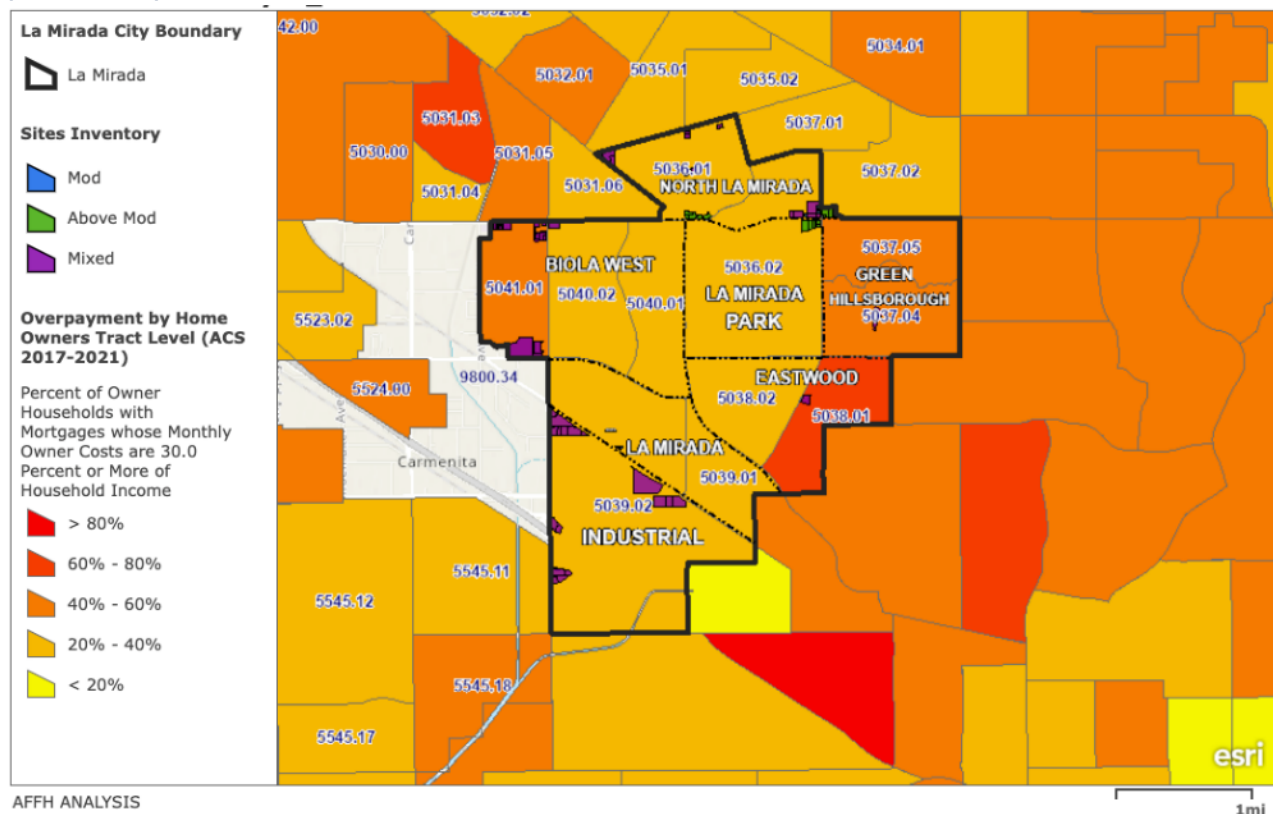 La Mirada City Boundary
La Mirada
Sites Inventory
Mod
Above Mod
Mixed
Overpayment by Home
Owners Tract Level (ACS
2017-2021)
Percent of Owner
Households with
Mortgages whose Monthly
Owner Costs are 30.0
Percent or More of
Household Income
> 80%
60% - 80%
40% - 60%
20% - 40%
< 20%
42.00
5032.02
5034.01
5032.01
5035.01
5035.02
5031.03
5037.01
5030.00
5031.05
5036.01
5037.02
5031.04
5031.06
NORTH LA MIRADA
Car
5037.05
BIOLA WEST
5036.02
GREEN
5041.01
5040.02
5040.01
LA MIRADA
HILLSBOROUGH
5523.02
PARK
5037.04
ve
9800.34
EASTWOOD
5524.00
5038.02
5038.01
Ave
LA MIRADA
Carmenita
5039.01
5039.02
INDUSTRIAL
5545.11
5545.12
5545.18
5545.17
esri
AFFH ANALYSIS
1mi